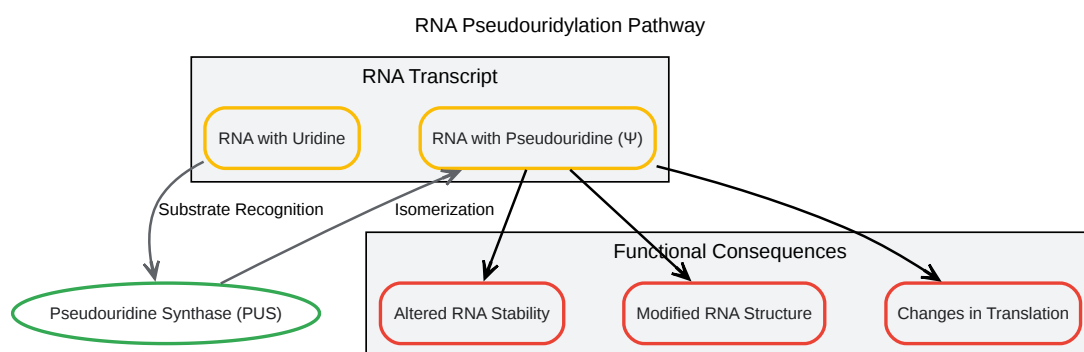 RNA Pseudouridylation Pathway
RNA Transcript
RNA with Uridine
RNA with Pseudouridine (Ψ)
Substrate Recognition
Isomerization
Functional Consequences
Pseudouridine Synthase (PUS)
Altered RNA Stability
Modified RNA Structure
Changes in Translation